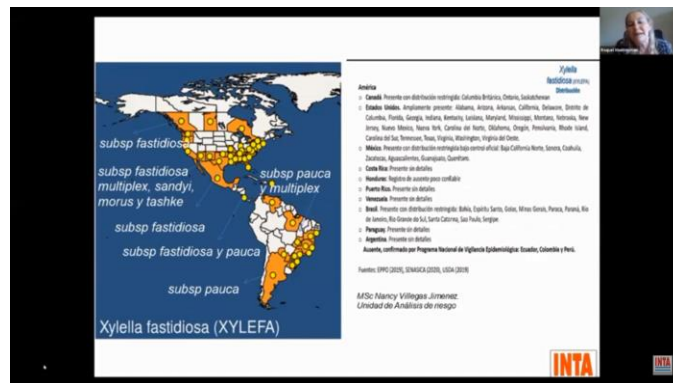 subsp fastidios
subsp fastidiosa
multiplex, sandyi,
morus y tashke
subsp pauca
y multiplex
subsp fastidiosa
subsp fastidiosa y pauca
subsp pauca
Xylella fastidiosa (XYLEFA)
Xylella
fastidiosa (XYLEFA)
Distribución
América
Canadá: Presente con distribución restringida: Columbia Británica, Ontario, Saskatchewan
Estados Unidos. Ampliamente presente: Alabama, Arizona, Arkansas, California, Delaware, Distrito de
Columbia, Florida, Georgia, Indiana, Kentucky, Lusiana, Maryland, Mississippi, Montana, Nebraska, New
Jersey, Nuevo Mexico, Nueva York, Carolina del Norte, Oklahoma, Oregón, Pensilvania, Rhode Island,
Carolina del Sur, Tennessee, Texas, Virginia, Washington, Virginia del Oeste.
México: Presente con distribución restringida bajo control oficial: Baja California Norte, Sonora, Coahuila,
Zacatecas, Aguascalientes, Guanajuato, Querétaro.
Costa Rica: Presente sin detalles
Honduras: Registro de ausente poco confiable
Puerto Rico. Presente sin detalles
Venezuela: Presente sin detalles
Brasil: Presente con distribución restringida: Bahía, Espíritu Santo, Goias, Minas Gerais, Paraca, Paraná, Rio
de Janeiro, Rio Grande do Sul, Santa Catarina, Sao Paulo, Sergipe
Paraguay: Presente sin detalles
Argentina: Presente sin detalles
Ausente, confirmado por Programa Nacional de Vigilancia Epidemiológica: Ecuador, Colombia y Perú.
Fuentes: EPPO (2019), SENASICA (2020), USDA (2019)
MSc Nancy Villegas Jimenez.
Unidad de Análisis de riesgo
INTA
INTA